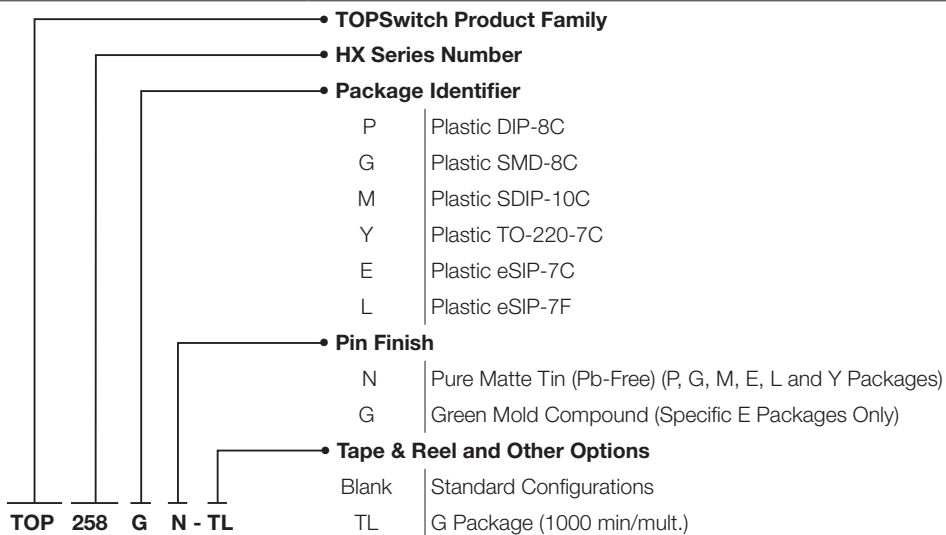 TOPSwitch Product Family
HX Series Number
Package Identifier
P Plastic DIP-8C
G Plastic SMD-8C
M Plastic SDIP-10C
Y Plastic TO-220-7C
E Plastic eSIP-7C
L Plastic eSIP-7F
Pin Finish
N Pure Matte Tin (Pb-Free) (P, G, M, E, L and Y Packages)
G Green Mold Compound (Specific E Packages Only)
Tape & Reel and Other Options
Blank Standard Configurations
TL G Package (1000 min/mult.)
TOP 258 G N - TL